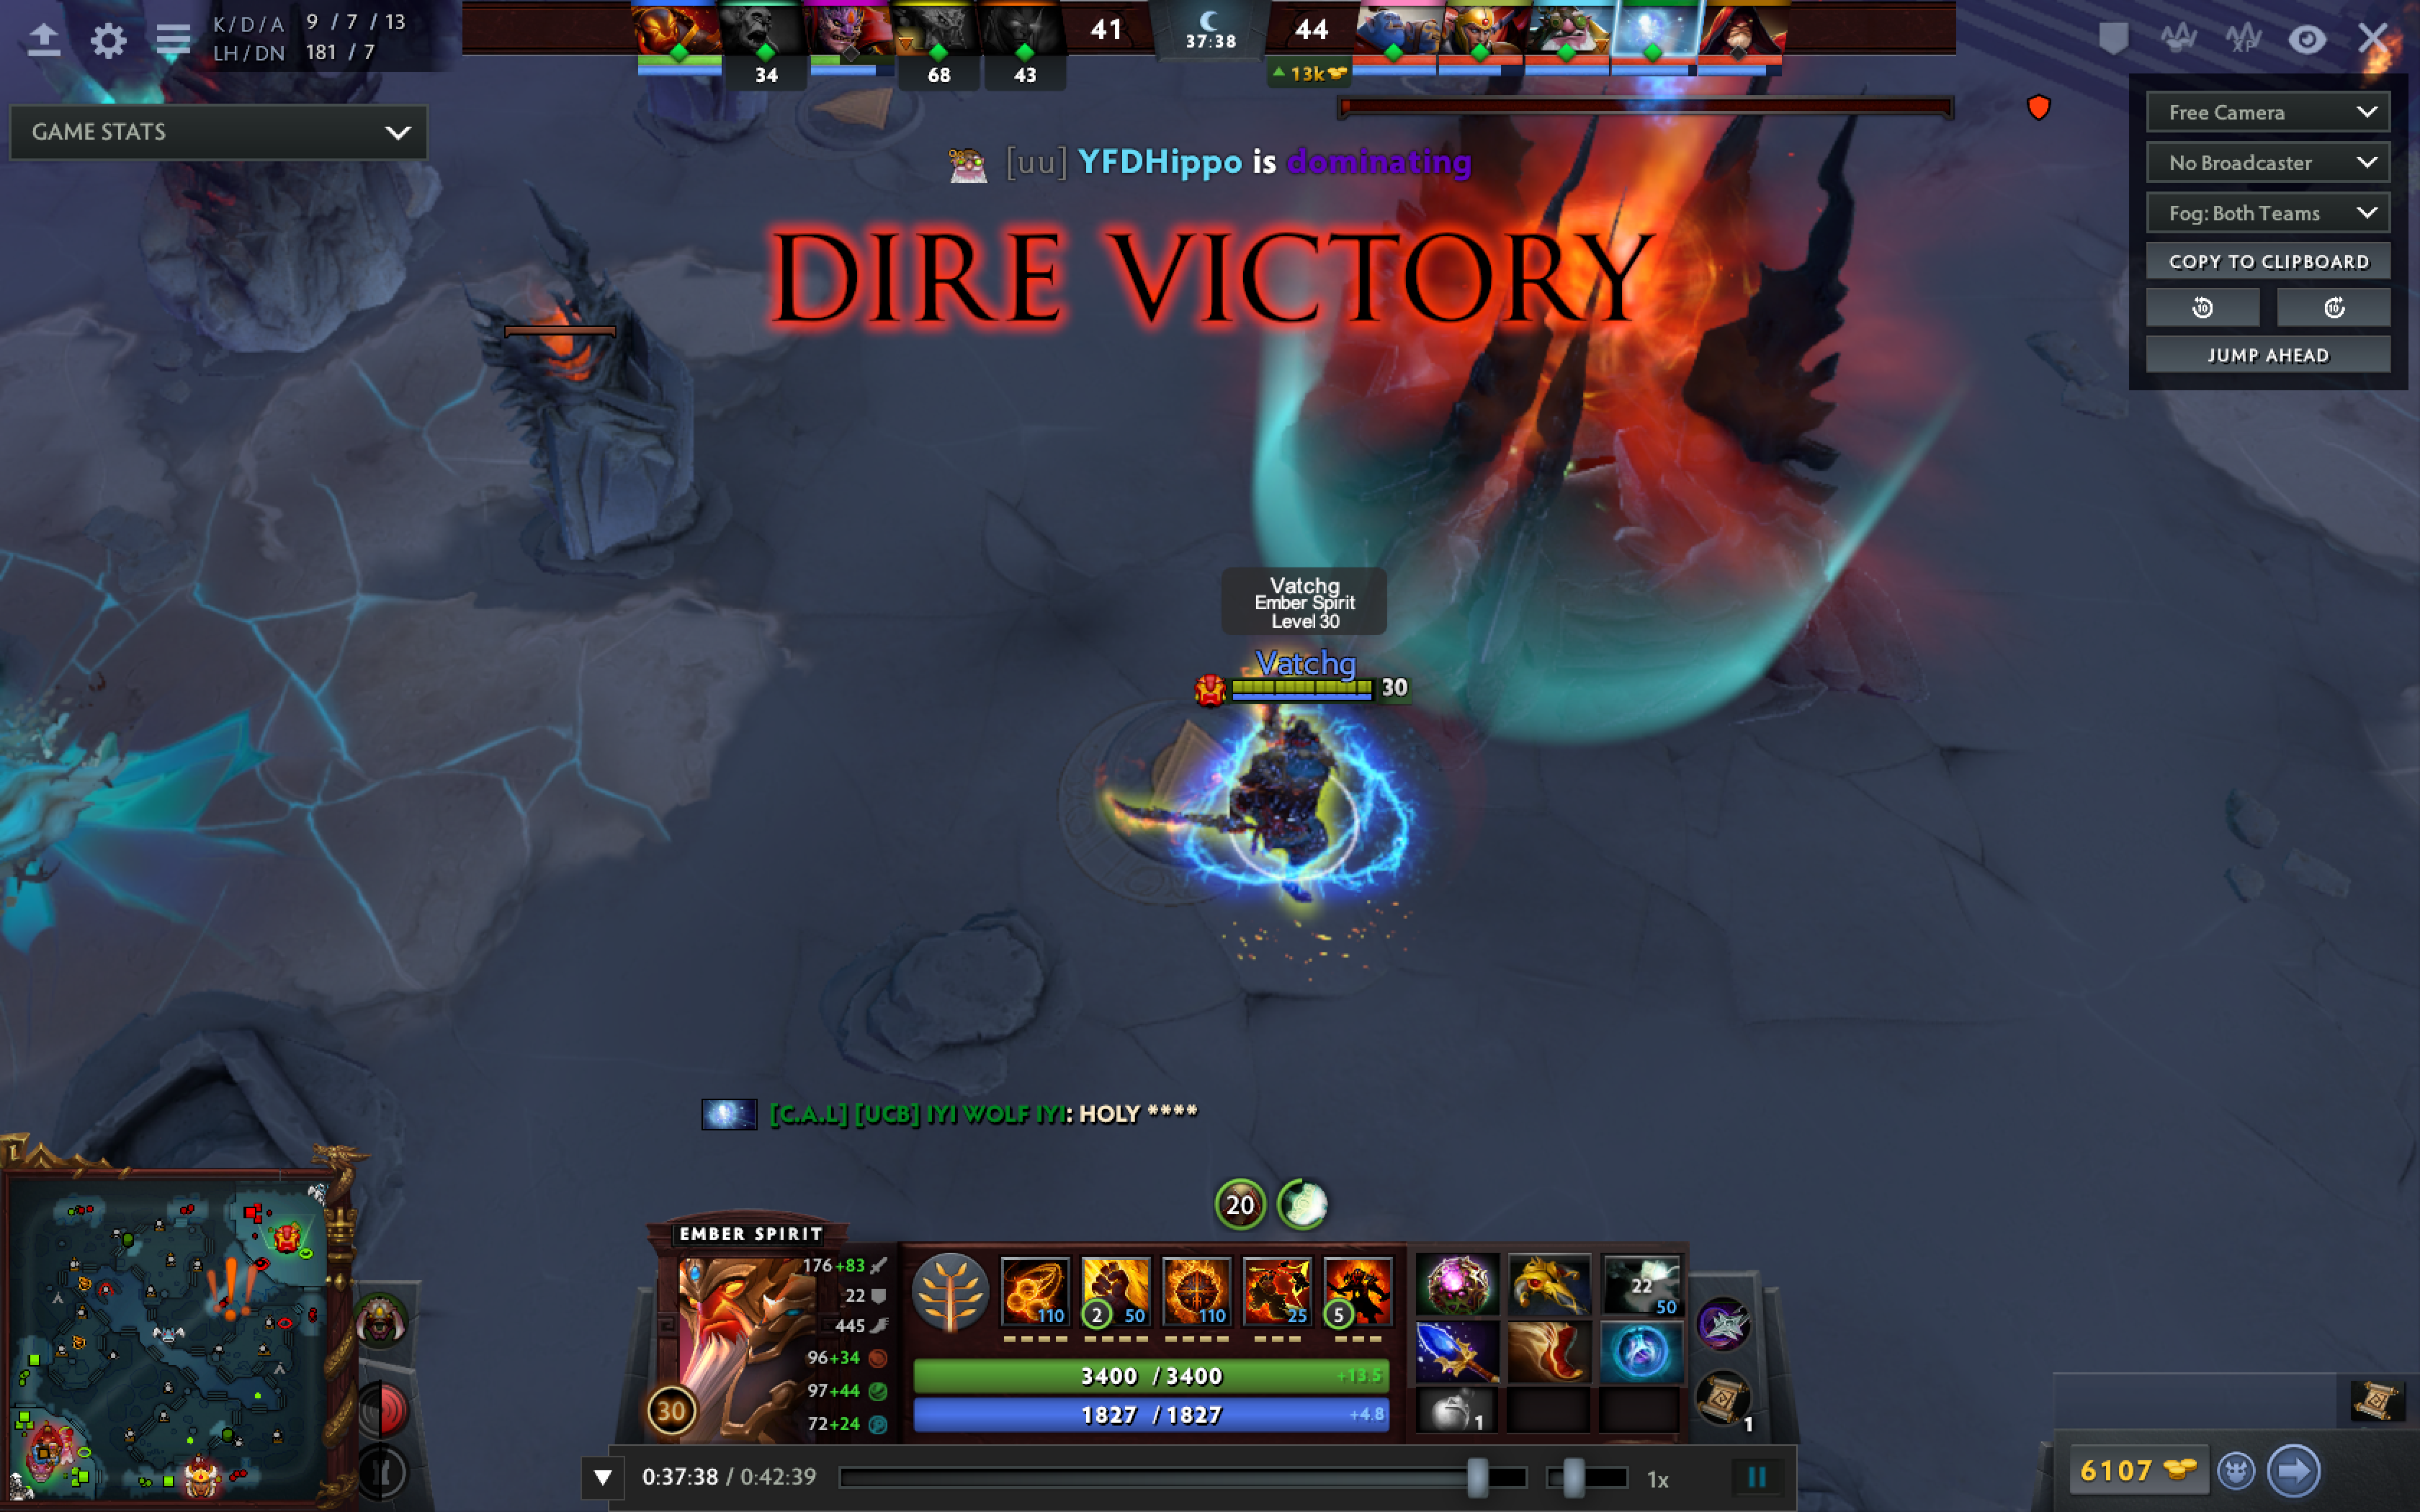 K / D / A 9 / 7 / 13
LH / DN 181 / 7
34
68
43
41
37:38
44
13k
XP
GAME STATS
Free Camera
No Broadcaster
Fog: Both Teams
COPY TO CLIPBOARD
10
10
JUMP AHEAD
[uu] YFDHippo is dominating
DIRE VICTORY
Vatchg
Ember Spirit
Level 30
Vatchg
30
[C.A.L] [UCB] IYI WOLF IYI: HOLY ****
20
EMBER SPIRIT
176 +83
22
445
96+34
97+44
72+24
30
110
2 50
110
25
5
3400 / 3400 +13.5
1827 / 1827 +4.8
22
50
1
1
0:37:38 / 0:42:39
1x
6107